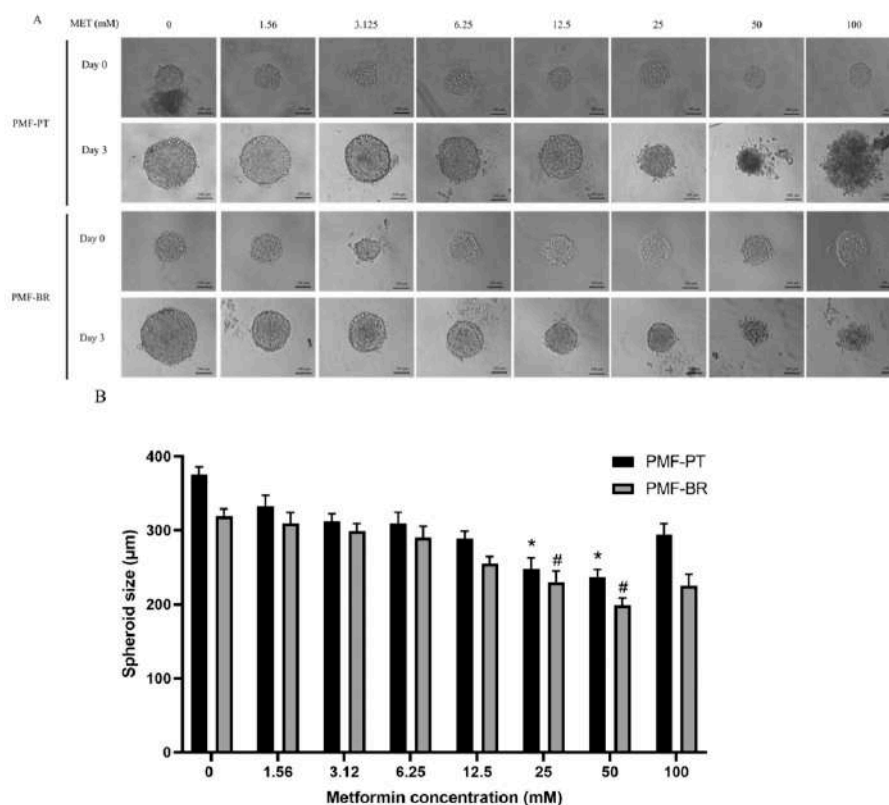 A
MET (mM) 0 1.56 3.125 6.25 12.5 25 50 100
PMF-PT
Day 0
Day 3
PMF-BR
Day 0
Day 3
B
PMF-PT
PMF-BR
Spheroid size (µm)
400
300
200
100
0
* # * #
0 1.56 3.12 6.25 12.5 25 50 100
Metformin concentration (mM)